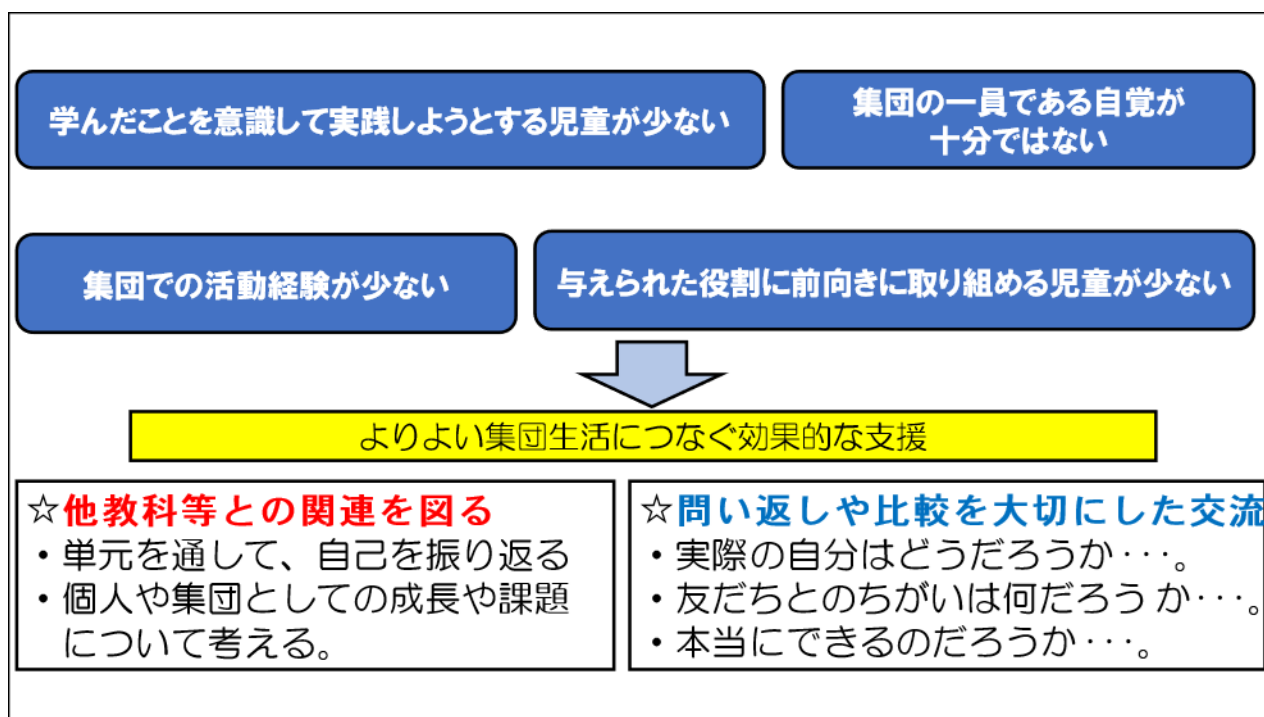 学んだことを意識して実践しようとする児童が少ない
集団の一員である自覚が
十分ではない
集団での活動経験が少ない
与えられた役割に前向きに取り組める児童が少ない
よりよい集団生活につなぐ効果的な支援
☆他教科等との関連を図る
・単元を通して、自己を振り返る
・個人や集団としての成長や課題
について考える。
☆問い返しや比較を大切にした交流
・実際の自分はどうだろうか・・・。
・友だちとのちがいは何だろうか・・・。
・本当にできるのだろうか・・・。